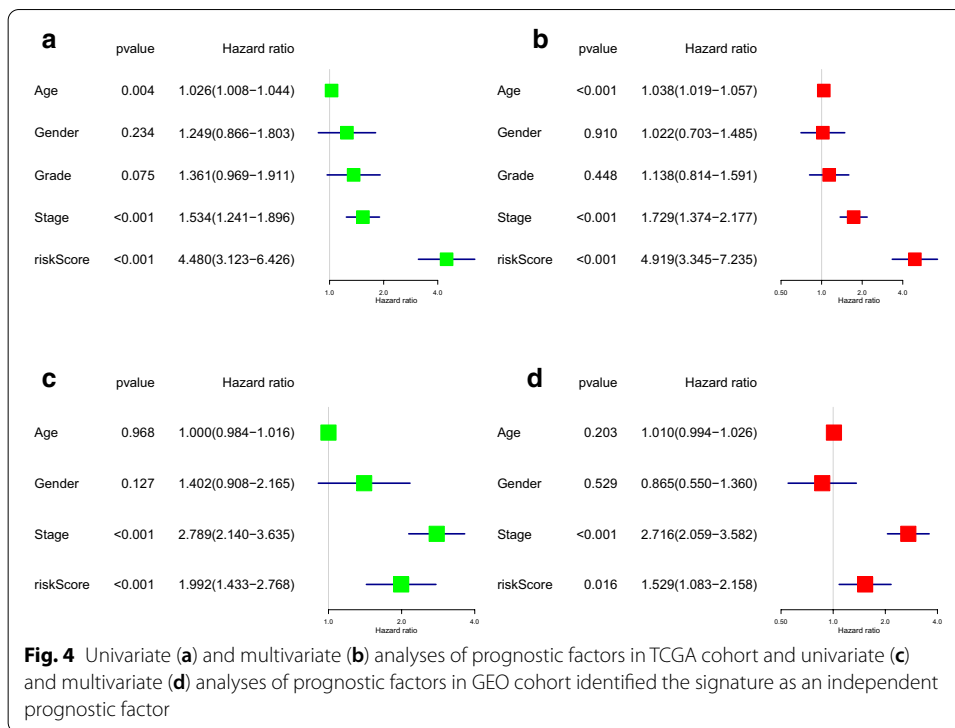 a
pvalue Hazard ratio
Age 0.004 1.026(1.008−1.044)
Gender 0.234 1.249(0.866−1.803)
Grade 0.075 1.361(0.969−1.911)
Stage <0.001 1.534(1.241−1.896)
riskScore <0.001 4.480(3.123−6.426)
1.0 2.0 4.0
Hazard ratio
b
pvalue Hazard ratio
Age <0.001 1.038(1.019−1.057)
Gender 0.910 1.022(0.703−1.485)
Grade 0.448 1.138(0.814−1.591)
Stage <0.001 1.729(1.374−2.177)
riskScore <0.001 4.919(3.345−7.235)
0.50 1.0 2.0 4.0
Hazard ratio
c
pvalue Hazard ratio
Age 0.968 1.000(0.984−1.016)
Gender 0.127 1.402(0.908−2.165)
Stage <0.001 2.789(2.140−3.635)
riskScore <0.001 1.992(1.433−2.768)
1.0 2.0 4.0
Hazard ratio
d
pvalue Hazard ratio
Age 0.203 1.010(0.994−1.026)
Gender 0.529 0.865(0.550−1.360)
Stage <0.001 2.716(2.059−3.582)
riskScore 0.016 1.529(1.083−2.158)
0.50 1.0 2.0 4.0
Hazard ratio
Fig. 4 Univariate (a) and multivariate (b) analyses of prognostic factors in TCGA cohort and univariate (c)
and multivariate (d) analyses of prognostic factors in GEO cohort identified the signature as an independent
prognostic factor